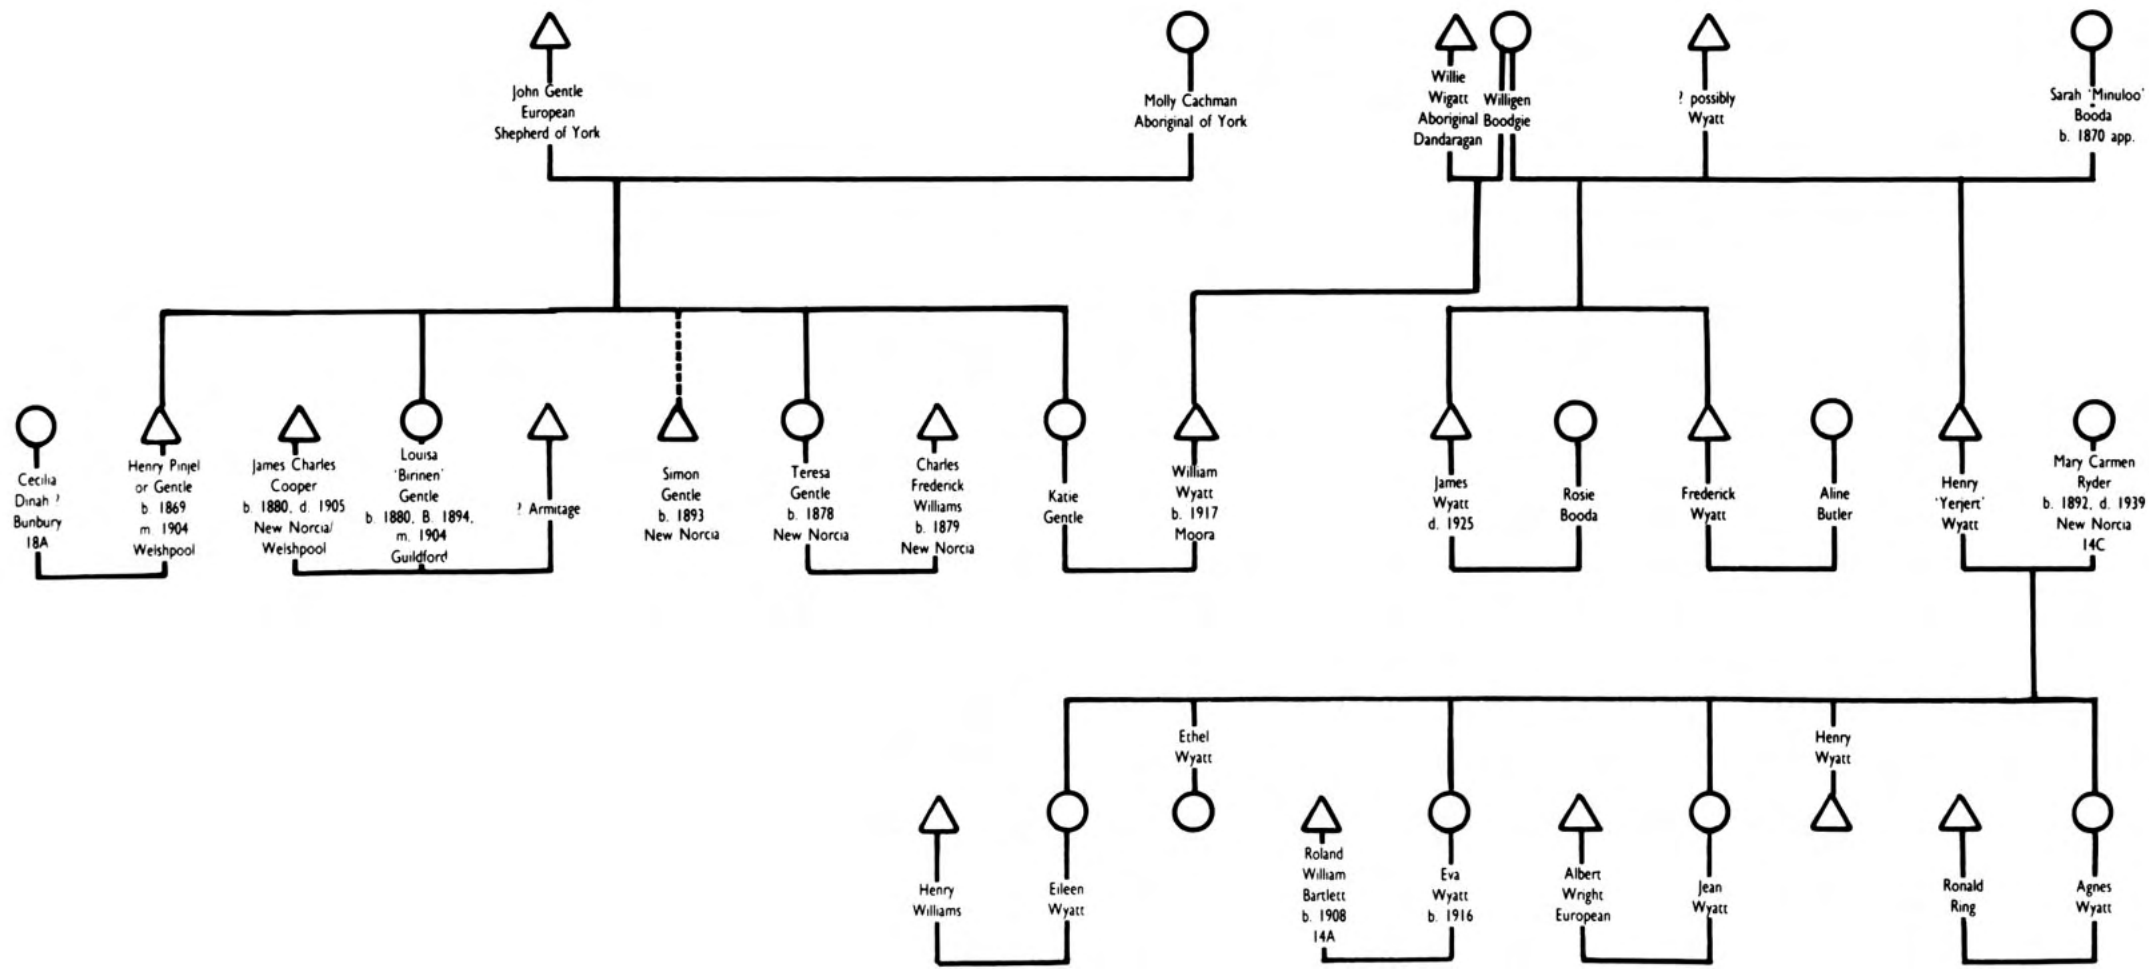 John Gentle
European
Shepherd of York
Molly Cachman
Aboriginal of York
Willie
Wigatt
Aboriginal
Dandaragan
Willigen
Boodgie
? possibly
Wyatt
Sarah 'Minuloo'
Booda
b. 1870 app.
Cecilia
Dinah ?
Bunbury
18A
Henry Pinjel
or Gentle
b 1869
m 1904
Welshpool
James Charles
Cooper
b. 1880, d. 1905
New Norcia/
Welshpool
Louisa
'Birinen'
Gentle
b. 1880, B. 1894,
m. 1904
Guildford
? Armitage
Simon
Gentle
b. 1893
New Norcia
Teresa
Gentle
b. 1878
New Norcia
Charles
Frederick
Williams
b. 1879
New Norcia
Katie
Gentle
William
Wyatt
b. 1917
Moora
James
Wyatt
d. 1925
Rosie
Booda
Frederick
Wyatt
Aline
Butler
Henry
'Yerjert'
Wyatt
Mary Carmen
Ryder
b. 1892, d. 1939
New Norcia
14C
Ethel
Wyatt
Henry
Wyatt
Henry
Williams
Eileen
Wyatt
Roland
William
Bartlett
b. 1908
14A
Eva
Wyatt
b. 1916
Albert
Wright
European
Jean
Wyatt
Ronald
Ring
Agnes
Wyatt